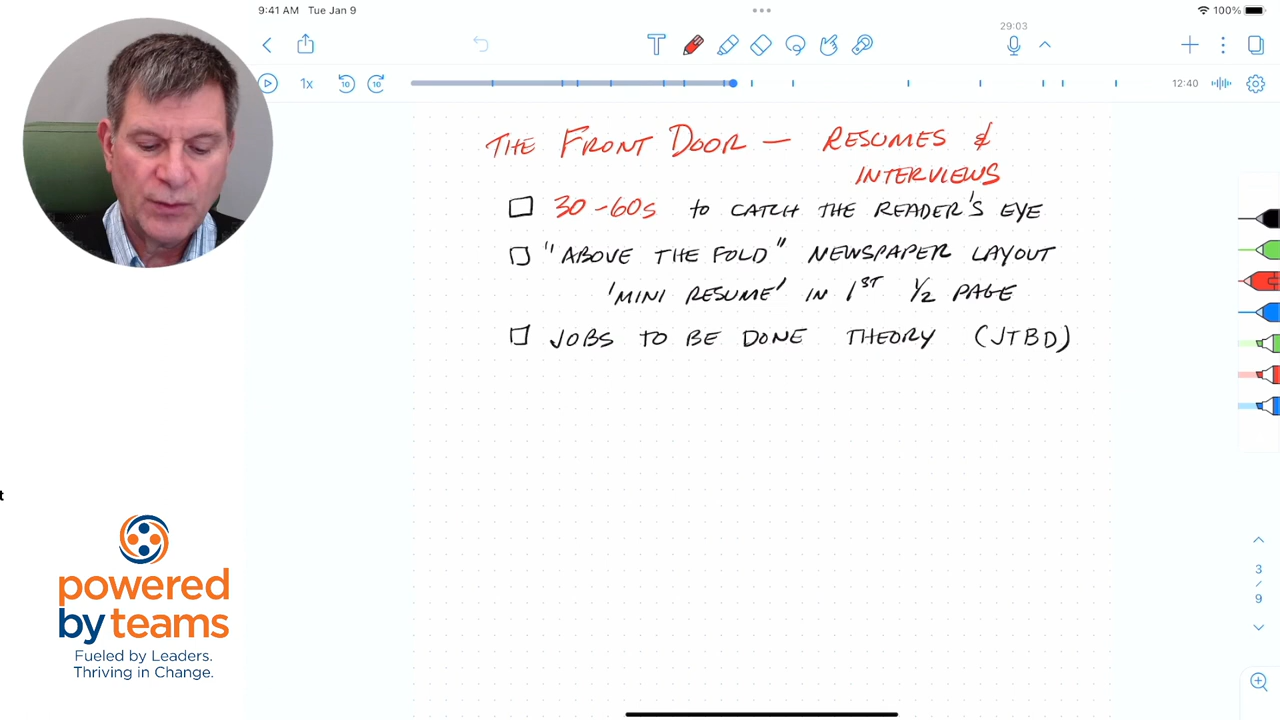 9:41 AM Tue Jan 9
100%
29:03
1x
10
10
12:40
THE FRONT DOOR — RESUMES &
INTERVIEWS
30-60s to CATCH THE READER'S EYE
"ABOVE THE FOLD" NEWSPAPER LAYOUT
'MINI RESUME' IN 1ST 1/2 PAGE
JOBS TO BE DONE THEORY (JTBD)
t
powered
by teams
Fueled by Leaders.
Thriving in Change.
3
/
9